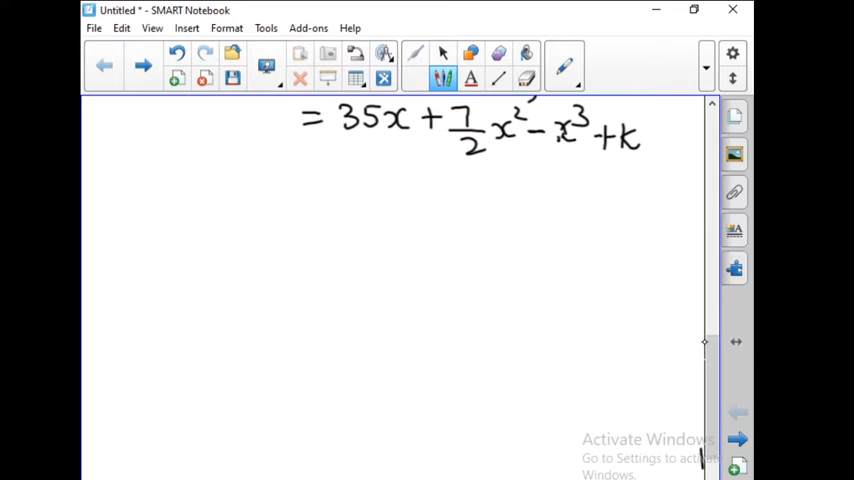 Untitled * - SMART Notebook
File Edit View Insert Format Tools Add-ons Help
= 35x + 7/2 x² - x³ + k
Activate Windows
Go to Settings to activate
Windows.